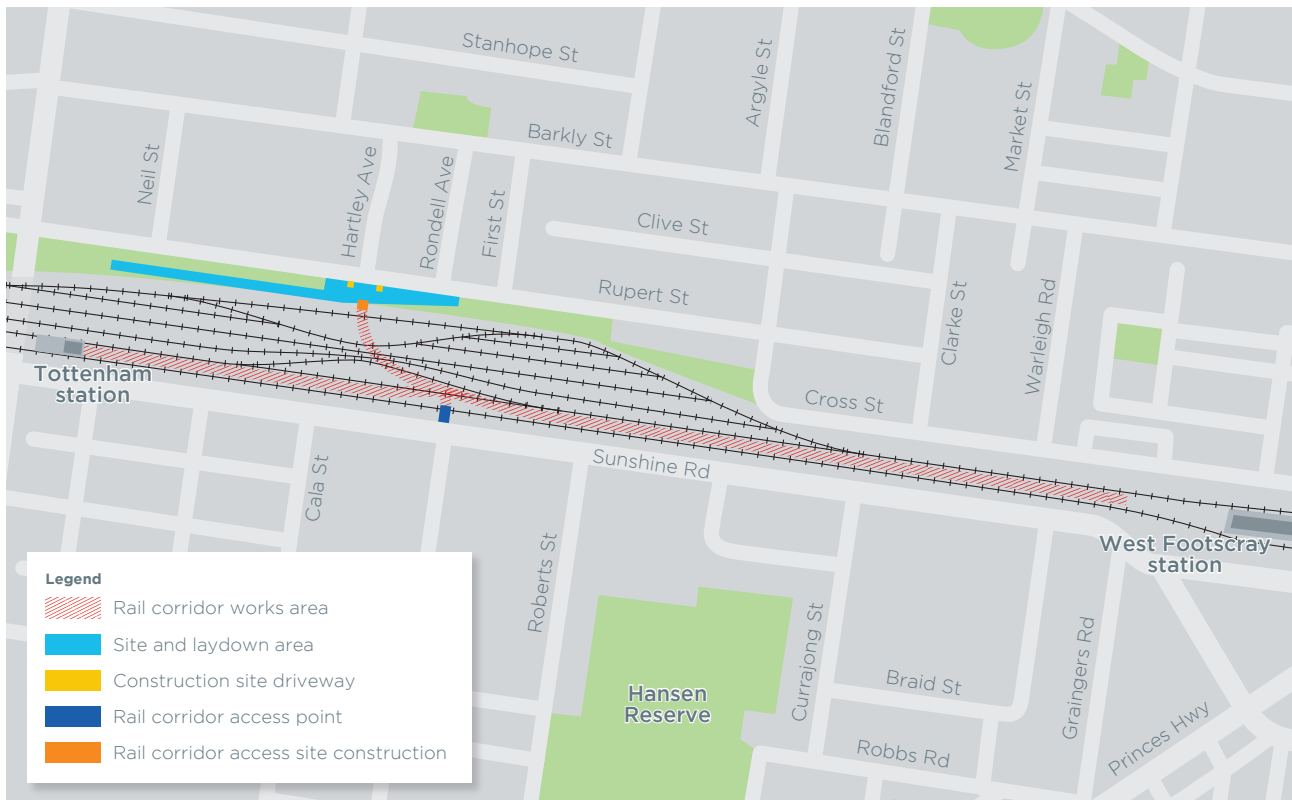 Stanhope St
Argyle St
Blandford St
Market St
Barkly St
Neil St
Hartley Ave
Rondell Ave
First St
Clive St
Rupert St
Clarke St
Warleigh Rd
Tottenham
station
Cross St
Sunshine Rd
Cala St
West Footscray
station
Roberts St
Currajong St
Graingers Rd
Hansen
Reserve
Braid St
Robbs Rd
Princes Hwy
Legend
Rail corridor works area
Site and laydown area
Construction site driveway
Rail corridor access point
Rail corridor access site construction